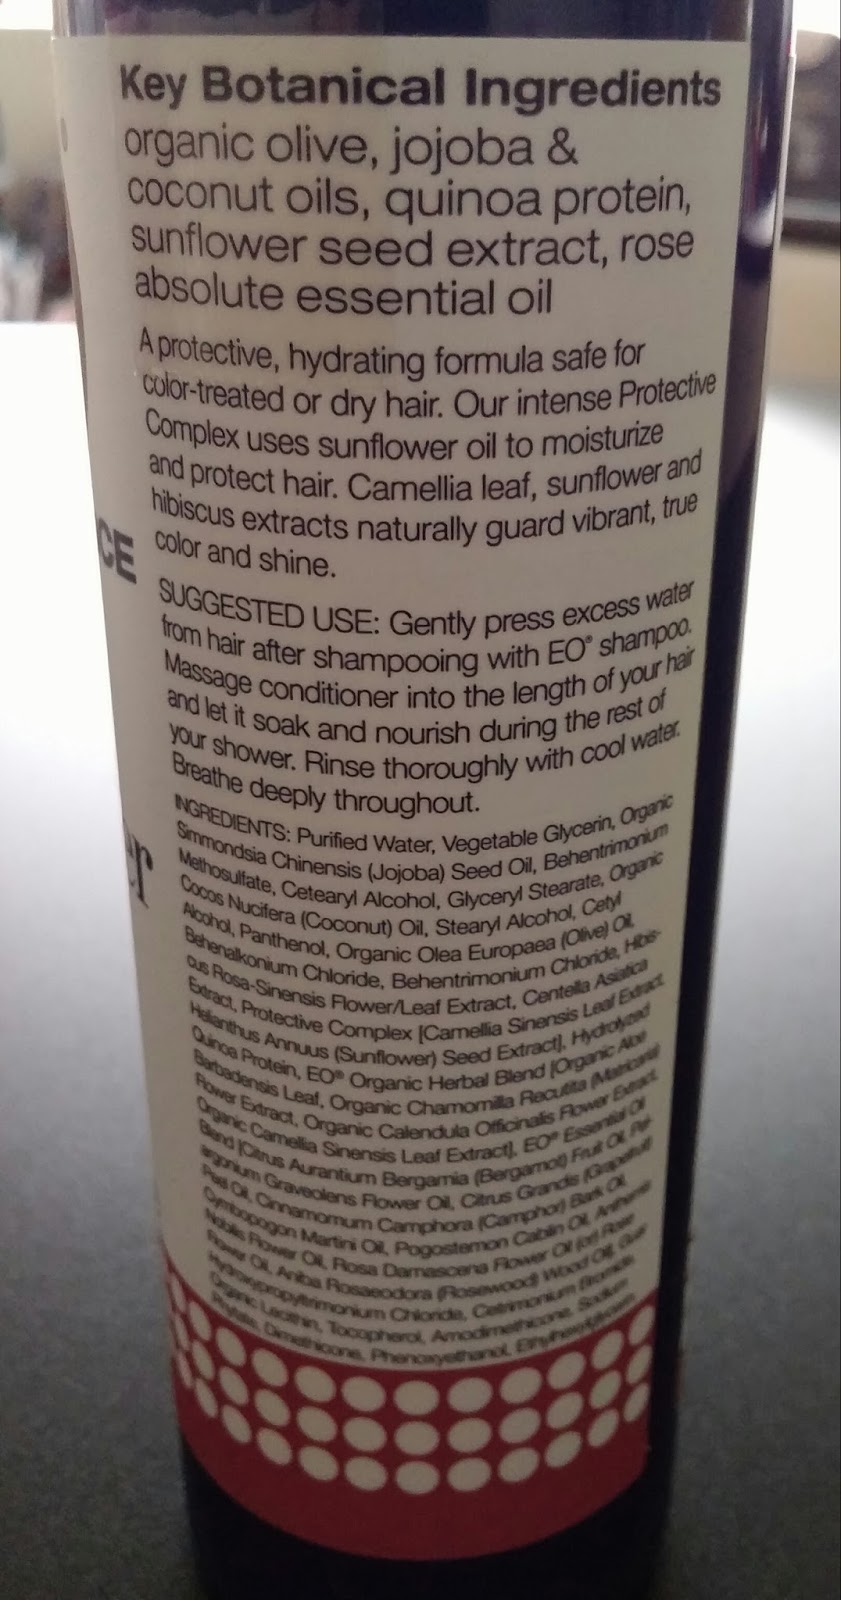 Key Botanical Ingredients
organic olive, jojoba &
coconut oils, quinoa protein,
sunflower seed extract, rose
absolute essential oil
A protective, hydrating formula safe for
color-treated or dry hair. Our intense Protective
Complex uses sunflower oil to moisturize
and protect hair. Camellia leaf, sunflower and
hibiscus extracts naturally guard vibrant, true
color and shine.
CE
SUGGESTED USE: Gently press excess water
from hair after shampooing with EO® shampoo.
Massage conditioner into the length of your hair
and let it soak and nourish during the rest of
your shower. Rinse thoroughly with cool water.
Breathe deeply throughout.
INGREDIENTS: Purified Water, Vegetable Glycerin, Organic
Simmondsia Chinensis (Jojoba) Seed Oil, Behentrimonium
Methosulfate, Cetearyl Alcohol, Glyceryl Stearate, Organic
Cocos Nucifera (Coconut) Oil, Stearyl Alcohol, Cetyl
Alcohol, Panthenol, Organic Olea Europaea (Olive) Oil,
Behenalkonium Chloride, Behentrimonium Chloride, Hibis-
cus Rosa-Sinensis Flower/Leaf Extract, Centella Asiatica
Extract, Protective Complex [Camellia Sinensis Leaf Extract,
Helianthus Annuus (Sunflower) Seed Extract], Hydrolyzed
Quinoa Protein, EO® Organic Herbal Blend [Organic Aloe
Barbadensis Leaf, Organic Chamomilla Recutita (Matricaria)
Flower Extract, Organic Calendula Officinalis Flower Extract,
Organic Camellia Sinensis Leaf Extract], EO® Essential Oil
Blend [Citrus Aurantium Bergamia (Bergamot) Fruit Oil, Pel-
argonium Graveolens Flower Oil, Citrus Grandis (Grapefruit)
Peel Oil, Cinnamomum Camphora (Camphor) Bark Oil,
Cymbopogon Martini Oil, Pogostemon Cablin Oil, Anthemis
Nobilis Flower Oil, Rosa Damascena Flower Oil (or) Rose
Flower Oil, Aniba Rosaeodora (Rosewood) Wood Oil], Guar
Hydroxypropyltrimonium Chloride, Cetrimonium Bromide,
Organic Lecithin, Tocopherol, Amodimethicone, Sodium
Phytate, Dimethicone, Phenoxyethanol, Ethylhexylglycerin